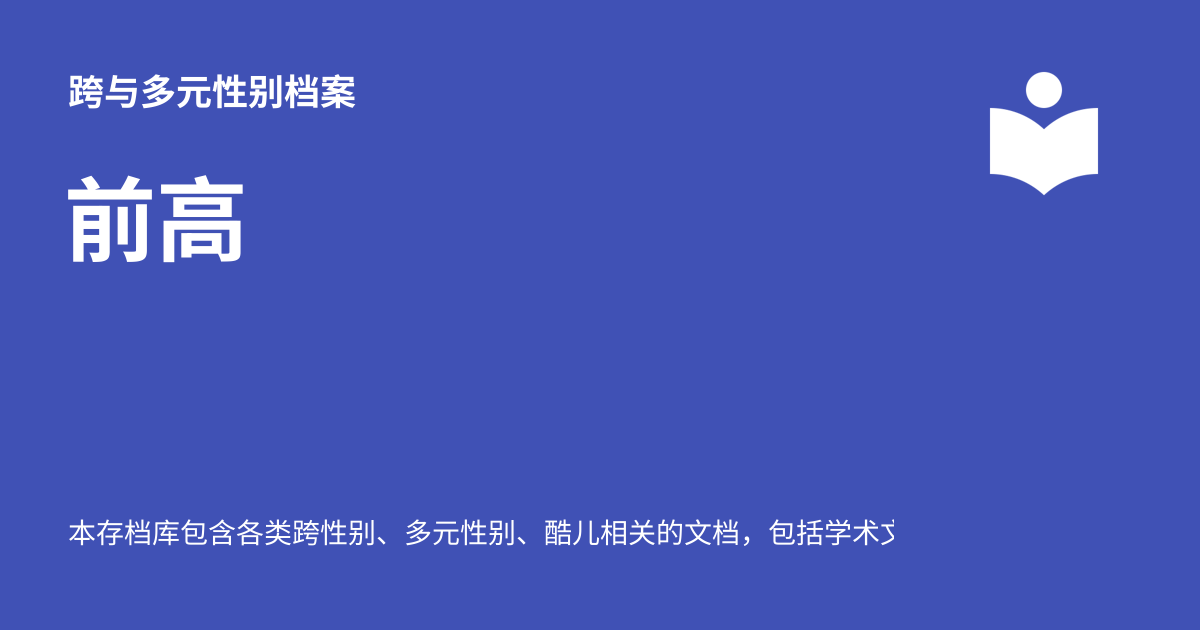 跨与多元性别档案
前高
本存档库包含各类跨性别、多元性别、酷儿相关的文档，包括学术